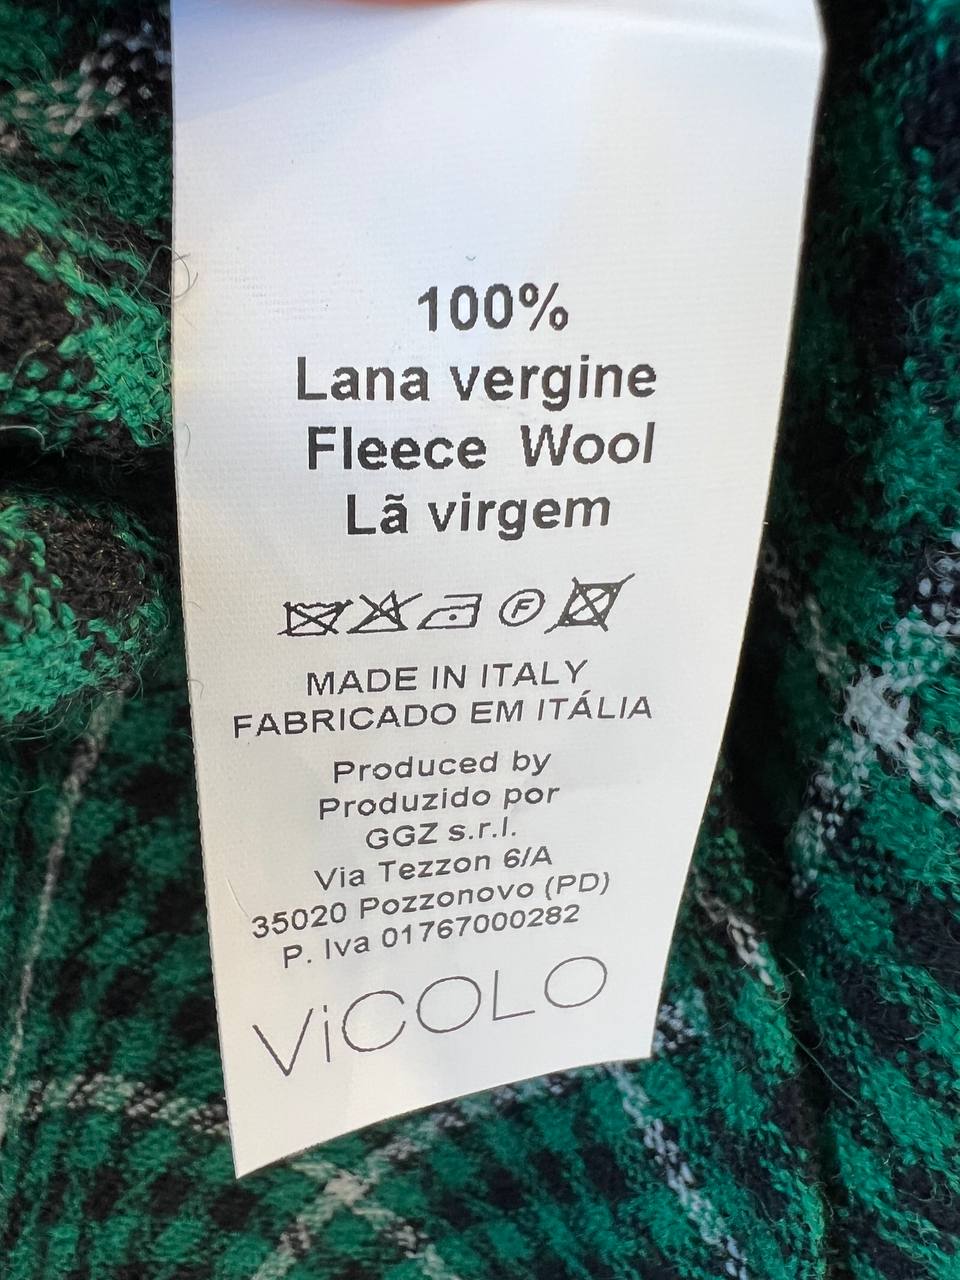 100%
Lana vergine
Fleece Wool
Lã virgem
F
MADE IN ITALY
FABRICADO EM ITÁLIA
Produced by
Produzido por
GGZ s.r.l.
Via Tezzon 6/A
35020 Pozzonovo (PD)
P. Iva 01767000282
ViCOLO